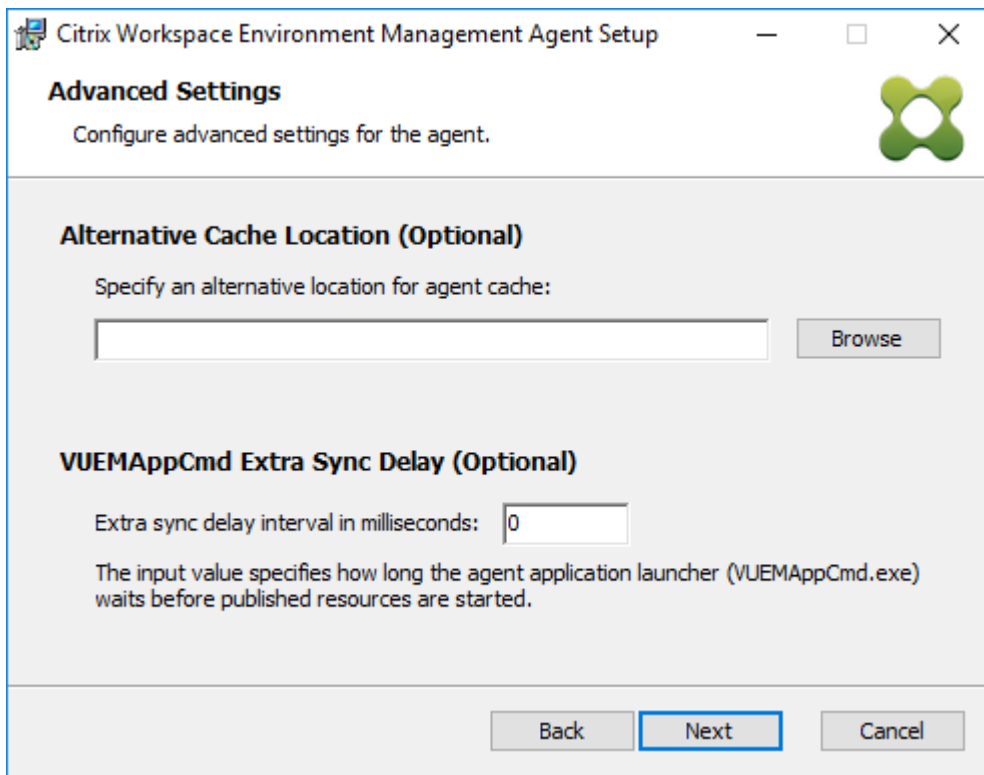 Citrix Workspace Environment Management Agent Setup
Advanced Settings
Configure advanced settings for the agent.
Alternative Cache Location (Optional)
Specify an alternative location for agent cache:
Browse
VUEMAppCmd Extra Sync Delay (Optional)
Extra sync delay interval in milliseconds: 0
The input value specifies how long the agent application launcher (VUEMAppCmd.exe)
waits before published resources are started.
Back Next Cancel